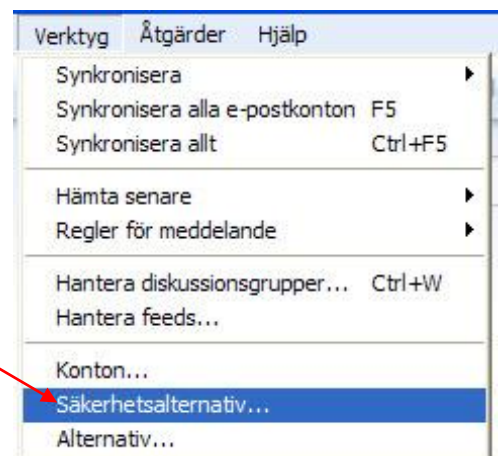 Verktyg Åtgärder Hjälp
Synkronisera
Synkronisera alla e-postkonton F5
Synkronisera allt Ctrl+F5
Hämta senare
Regler för meddelande
Hantera diskussionsgrupper... Ctrl+W
Hantera feeds...
Konton...
Säkerhetsalternativ...
Alternativ...